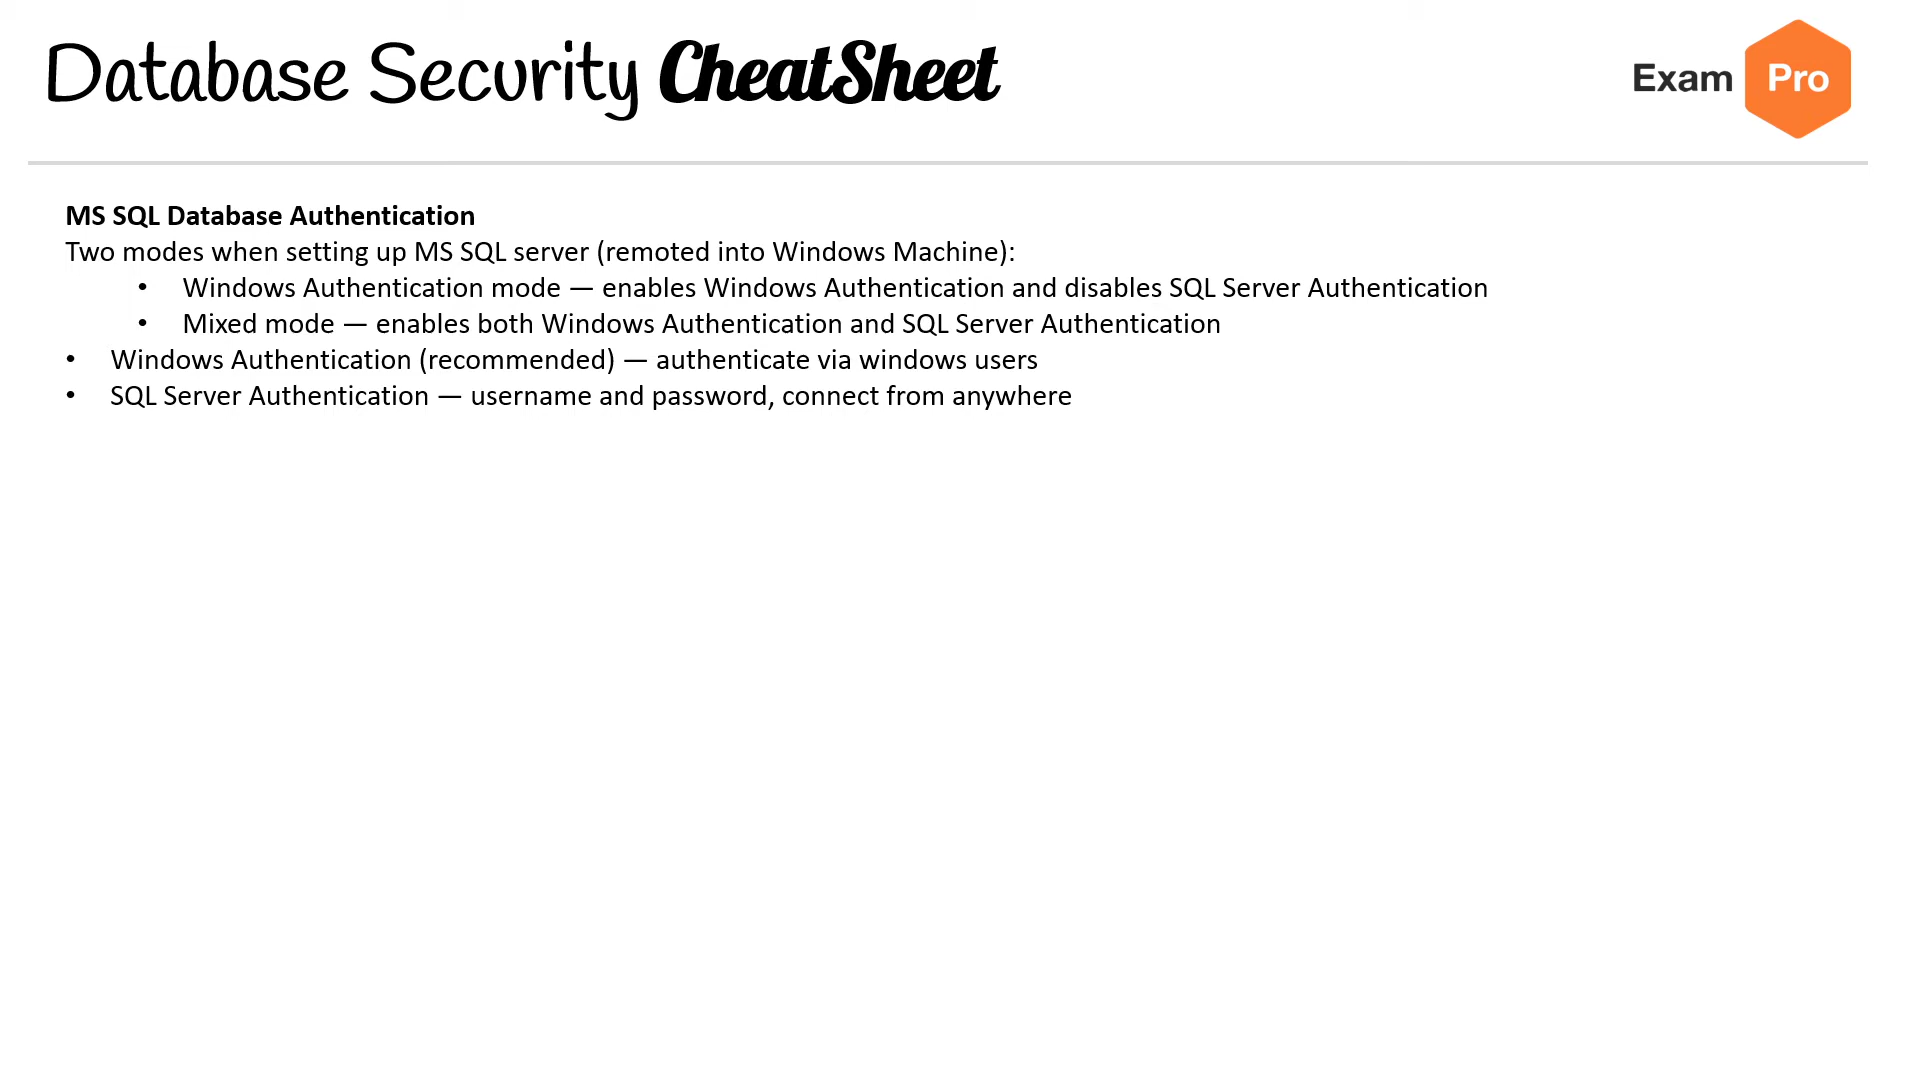 Database Security CheatSheet
Exam Pro
MS SQL Database Authentication
Two modes when setting up MS SQL server (remoted into Windows Machine):
• Windows Authentication mode — enables Windows Authentication and disables SQL Server Authentication
• Mixed mode — enables both Windows Authentication and SQL Server Authentication
• Windows Authentication (recommended) — authenticate via windows users
• SQL Server Authentication — username and password, connect from anywhere